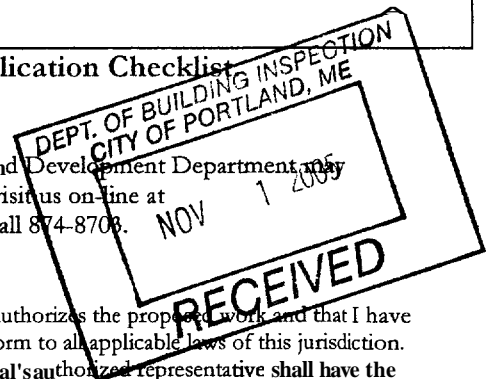 lication Checklist
DEPT. OF BUILDING INSPECTION
CITY OF PORTLAND, ME
nd Development Department may
visit us on-line at
all 874-8703.
NOV 1 2005
RECEIVED
uthorizes the proposed work and that I have
orm to all applicable laws of this jurisdiction.
al's authorized representative shall have the